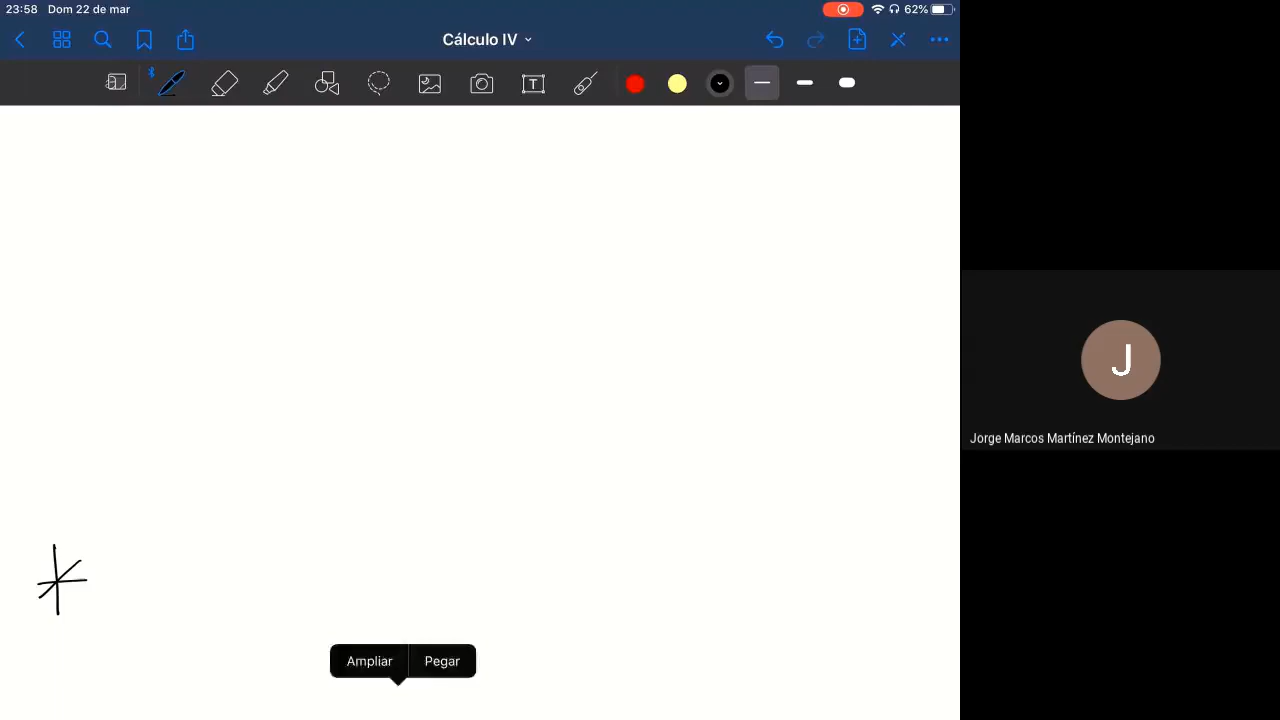 23:58 Dom 22 de mar 62%
Cálculo IV
T
J
Jorge Marcos Martínez Montejano
Ampliar Pegar